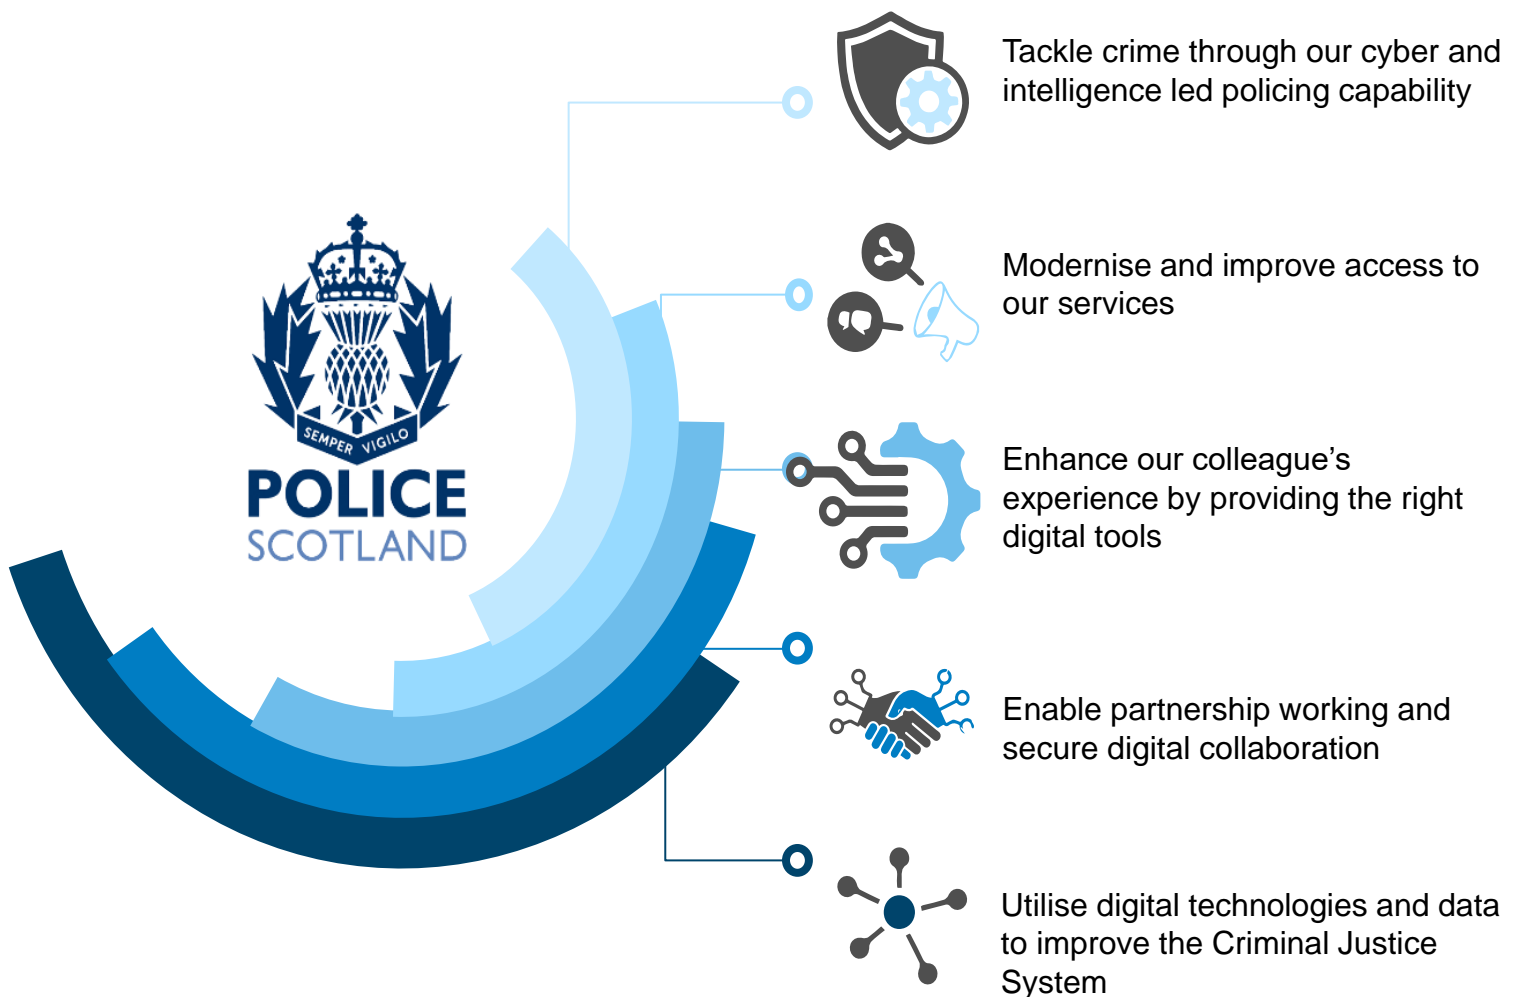 Tackle crime through our cyber and
intelligence led policing capability
Modernise and improve access to
our services
SEMPER VIGILO
POLICE
SCOTLAND
Enhance our colleague’s
experience by providing the right
digital tools
Enable partnership working and
secure digital collaboration
Utilise digital technologies and data
to improve the Criminal Justice
System